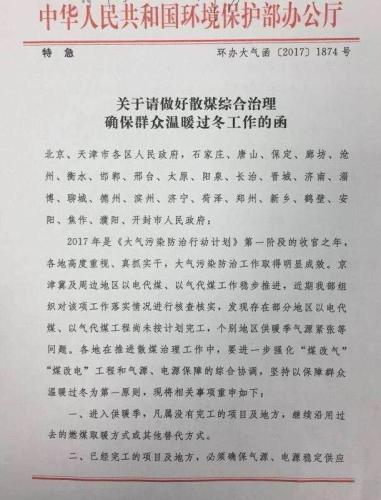 中华人民共和国环境保护部办公厅
特急 环办大气函〔2017〕1874号
关于请做好散煤综合治理
确保群众温暖过冬工作的函
北京、天津市各区人民政府，石家庄、唐山、保定、廊坊、沧
州、衡水、邯郸、邢台、太原、阳泉、长治、晋城、济南、淄
博、聊城、德州、滨州、济宁、菏泽、郑州、新乡、鹤壁、安
阳、焦作、濮阳、开封市人民政府：
2017年是《大气污染防治行动计划》第一阶段的收官之年，
各地高度重视、真抓实干，大气污染防治工作取得明显成效。京
津冀及周边地区以电代煤、以气代煤工作稳步推进，近期我部组
织对该项工作落实情况进行核查核实，发现存在部分地区以电代
煤、以气代煤工程尚未按计划完工，个别地区供暖季气源紧张等
问题。各地在推进散煤治理工作中，要进一步强化“煤改气”
“煤改电”工程和气源、电源保障的综合协调，坚持以保障群众
温暖过冬为第一原则，现将相关事项重申如下：
一、进入供暖季，凡属没有完工的项目及地方，继续沿用过
去的燃煤取暖方式或其他替代方式。
二、已经完工的项目及地方，必须确保气源、电源稳定供应